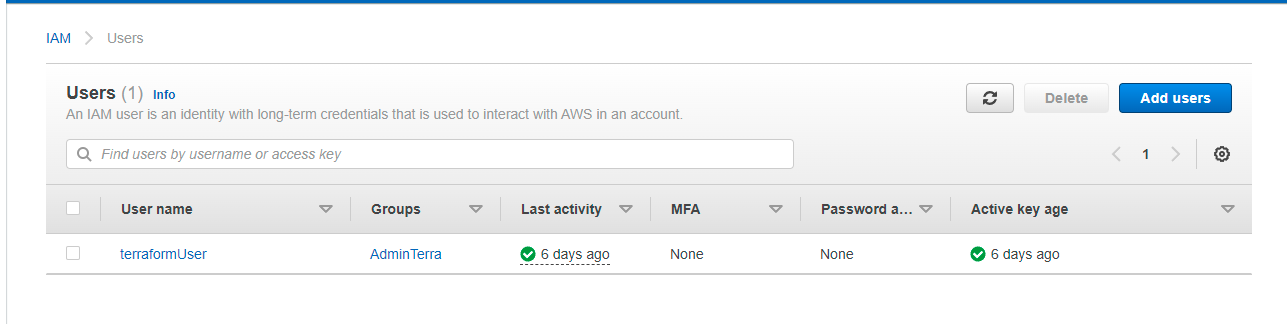 IAM > Users
Users (1) Info
An IAM user is an identity with long-term credentials that is used to interact with AWS in an account.
Delete
Add users
Find users by username or access key
1
User name Groups Last activity MFA Password a... Active key age
terraformUser AdminTerra 6 days ago None None 6 days ago